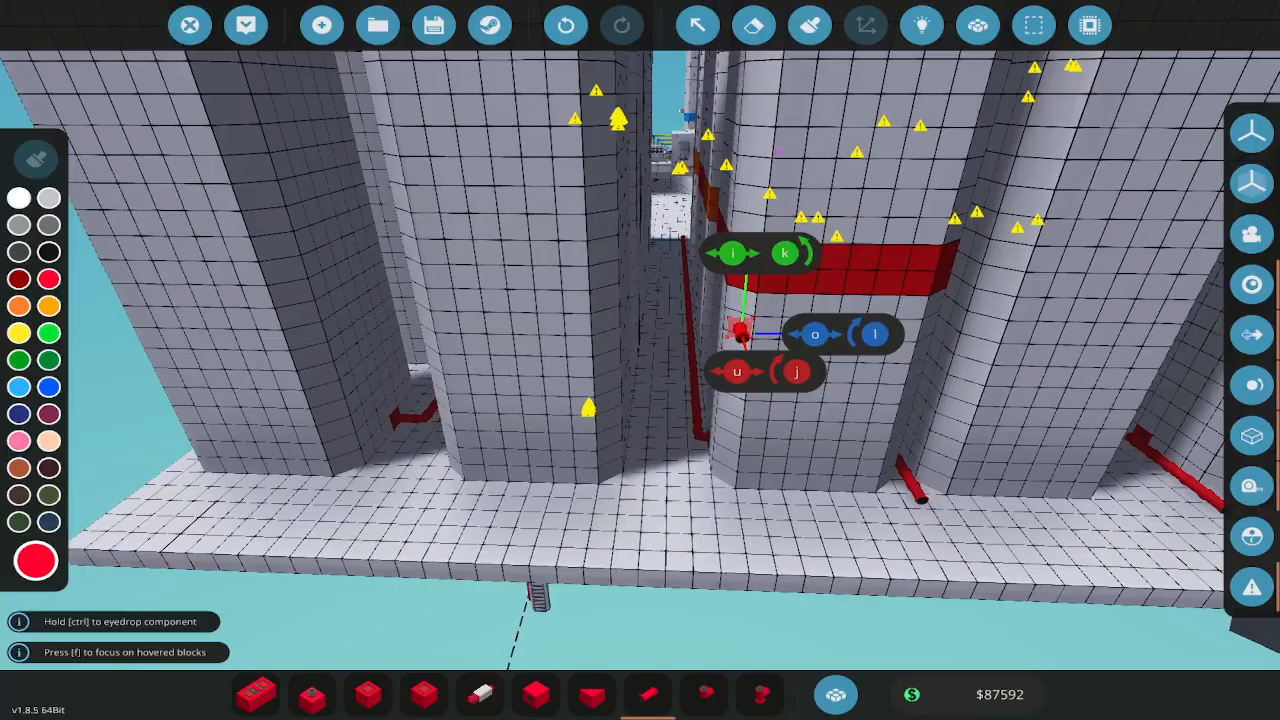 i k
o l
u j
Hold [ctrl] to eyedrop component
Press [f] to focus on hovered blocks
$ $87592
v1.8.5 64Bit